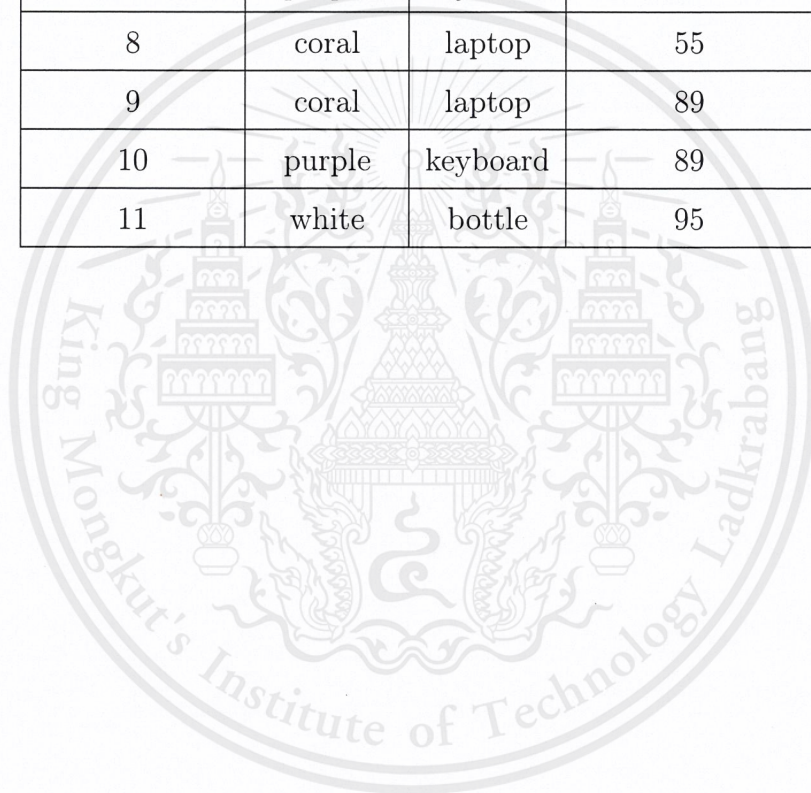 8 coral laptop 55
9 coral laptop 89
10 purple keyboard 89
11 white bottle 95
King Mongkut's Institute of Technology Ladkrabang